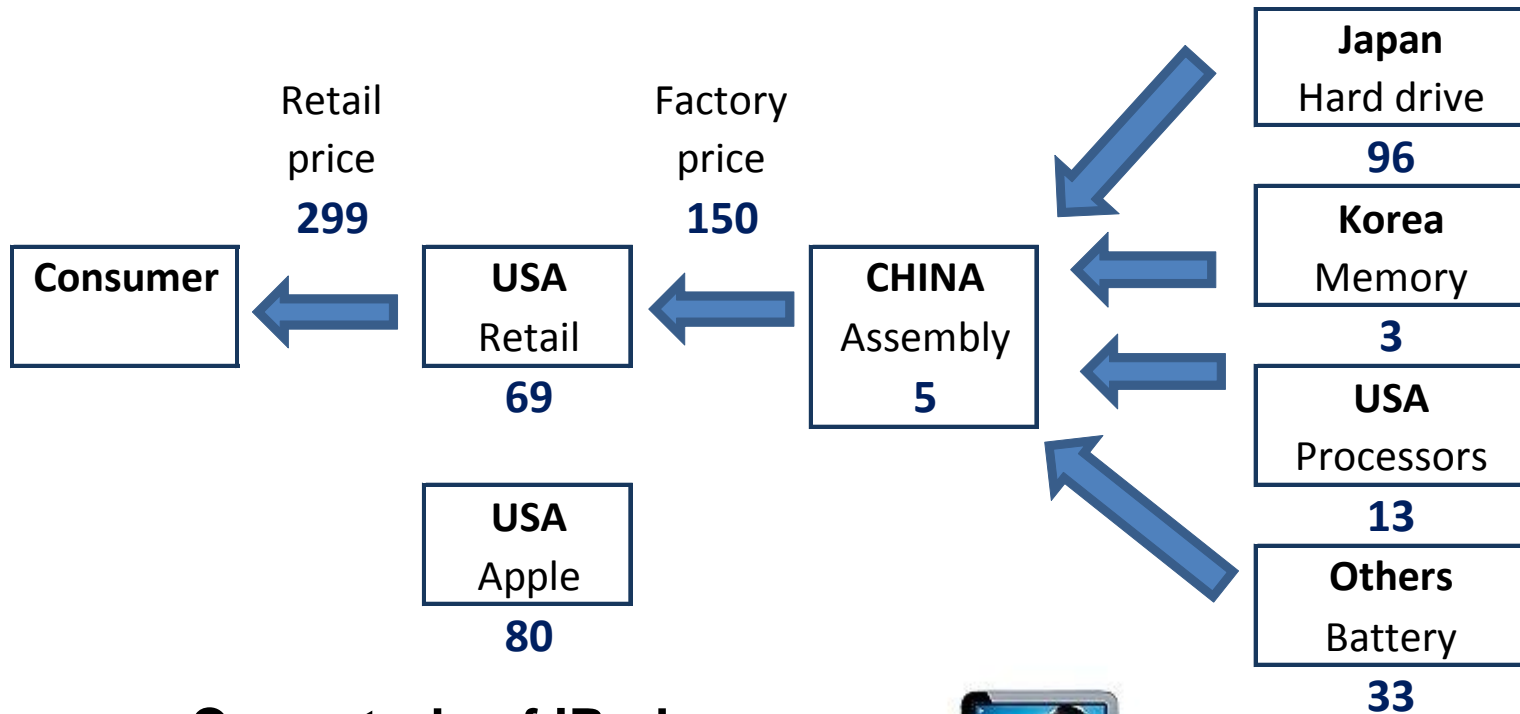 Retail
price
299
Factory
price
150
Consumer
USA
Retail
69
USA
Apple
80
CHINA
Assembly
5
Japan
Hard drive
96
Korea
Memory
3
USA
Processors
13
Others
Battery
33